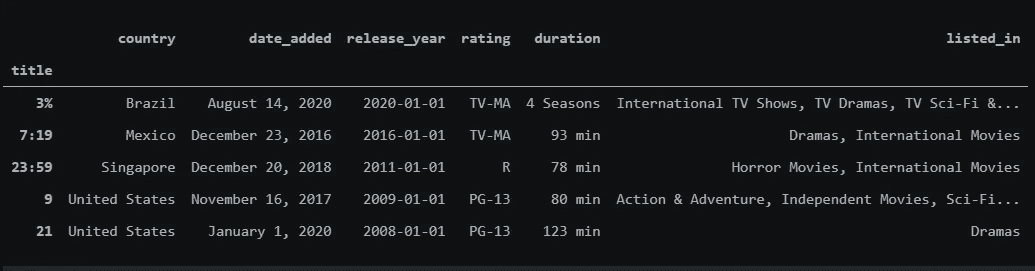 country date_added release_year rating duration listed_in
title
3% Brazil August 14, 2020 2020-01-01 TV-MA 4 Seasons International TV Shows, TV Dramas, TV Sci-Fi &...
7:19 Mexico December 23, 2016 2016-01-01 TV-MA 93 min Dramas, International Movies
23:59 Singapore December 20, 2018 2011-01-01 R 78 min Horror Movies, International Movies
9 United States November 16, 2017 2009-01-01 PG-13 80 min Action & Adventure, Independent Movies, Sci-Fi...
21 United States January 1, 2020 2008-01-01 PG-13 123 min Dramas